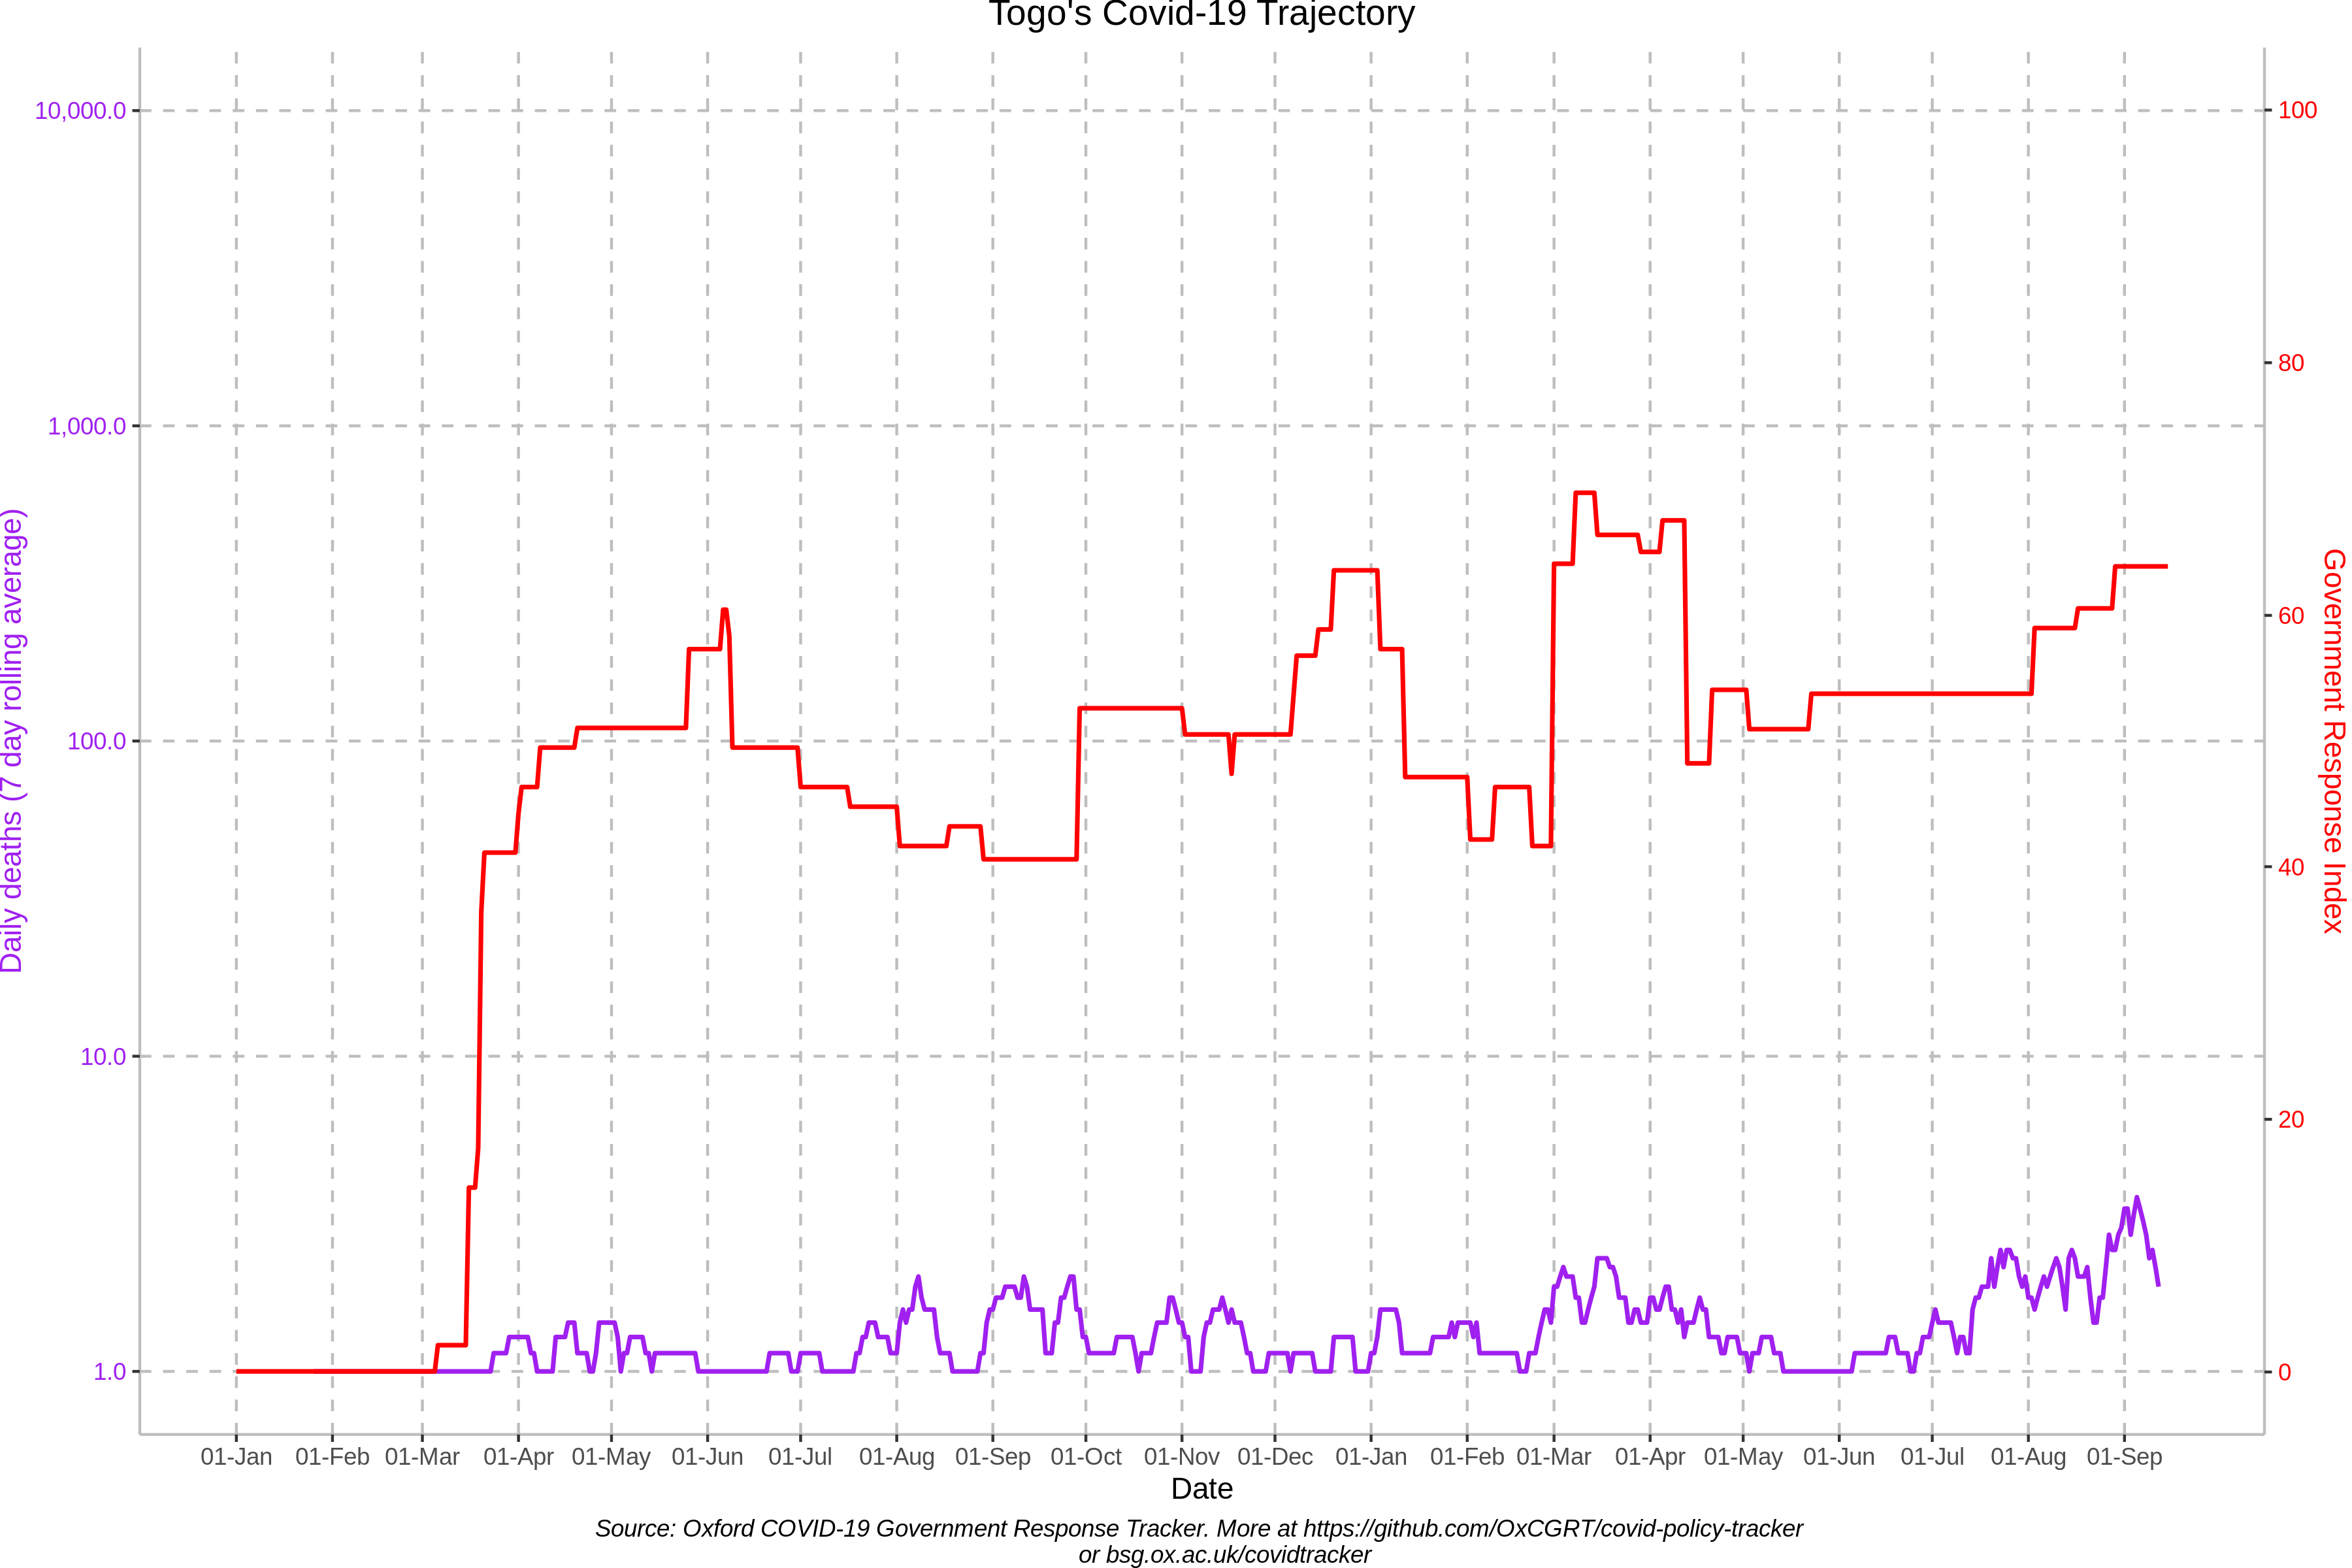 Togo's Covid-19 Trajectory
10,000.0
1,000.0
100.0
10.0
1.0
Daily deaths (7 day rolling average)
100
80
60
40
20
0
Government Response Index
01-Jan 01-Feb 01-Mar 01-Apr 01-May 01-Jun 01-Jul 01-Aug 01-Sep 01-Oct 01-Nov 01-Dec 01-Jan 01-Feb 01-Mar 01-Apr 01-May 01-Jun 01-Jul 01-Aug 01-Sep
Date
Source: Oxford COVID-19 Government Response Tracker. More at https://github.com/OxCGRT/covid-policy-tracker
or bsg.ox.ac.uk/covidtracker